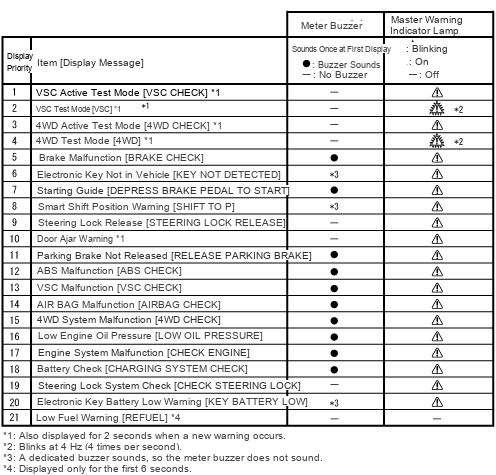 Meter Buzzer
Master Warning
Indicator Lamp
Display
Priority
Item [Display Message]
Sounds Once at First Display
● : Buzzer Sounds
— : No Buzzer
: Blinking
: On
— : Off
1 VSC Active Test Mode [VSC CHECK] *1 —
2 VSC Test Mode [VSC] *1 *1 — *2
3 4WD Active Test Mode [4WD CHECK] *1 —
4 4WD Test Mode [4WD] *1 — *2
5 Brake Malfunction [BRAKE CHECK] ●
6 Electronic Key Not in Vehicle [KEY NOT DETECTED] *3
7 Starting Guide [DEPRESS BRAKE PEDAL TO START] ●
8 Smart Shift Position Warning [SHIFT TO P] *3
9 Steering Lock Release [STEERING LOCK RELEASE] —
10 Door Ajar Warning *1 —
11 Parking Brake Not Released [RELEASE PARKING BRAKE] ●
12 ABS Malfunction [ABS CHECK] ●
13 VSC Malfunction [VSC CHECK] ●
14 AIR BAG Malfunction [AIRBAG CHECK] ●
15 4WD System Malfunction [4WD CHECK] ●
16 Low Engine Oil Pressure [LOW OIL PRESSURE] ●
17 Engine System Malfunction [CHECK ENGINE] ●
18 Battery Check [CHARGING SYSTEM CHECK] ●
19 Steering Lock System Check [CHECK STEERING LOCK] —
20 Electronic Key Battery Low Warning [KEY BATTERY LOW] *3
21 Low Fuel Warning [REFUEL] *4 — —
*1: Also displayed for 2 seconds when a new warning occurs.
*2: Blinks at 4 Hz (4 times per second).
*3: A dedicated buzzer sounds, so the meter buzzer does not sound.
*4: Displayed only for the first 6 seconds.